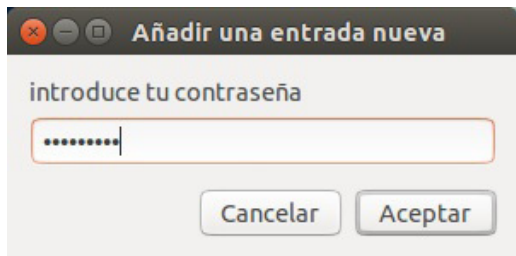 Añadir una entrada nueva
introduce tu contraseña
•••••••••
Cancelar Aceptar